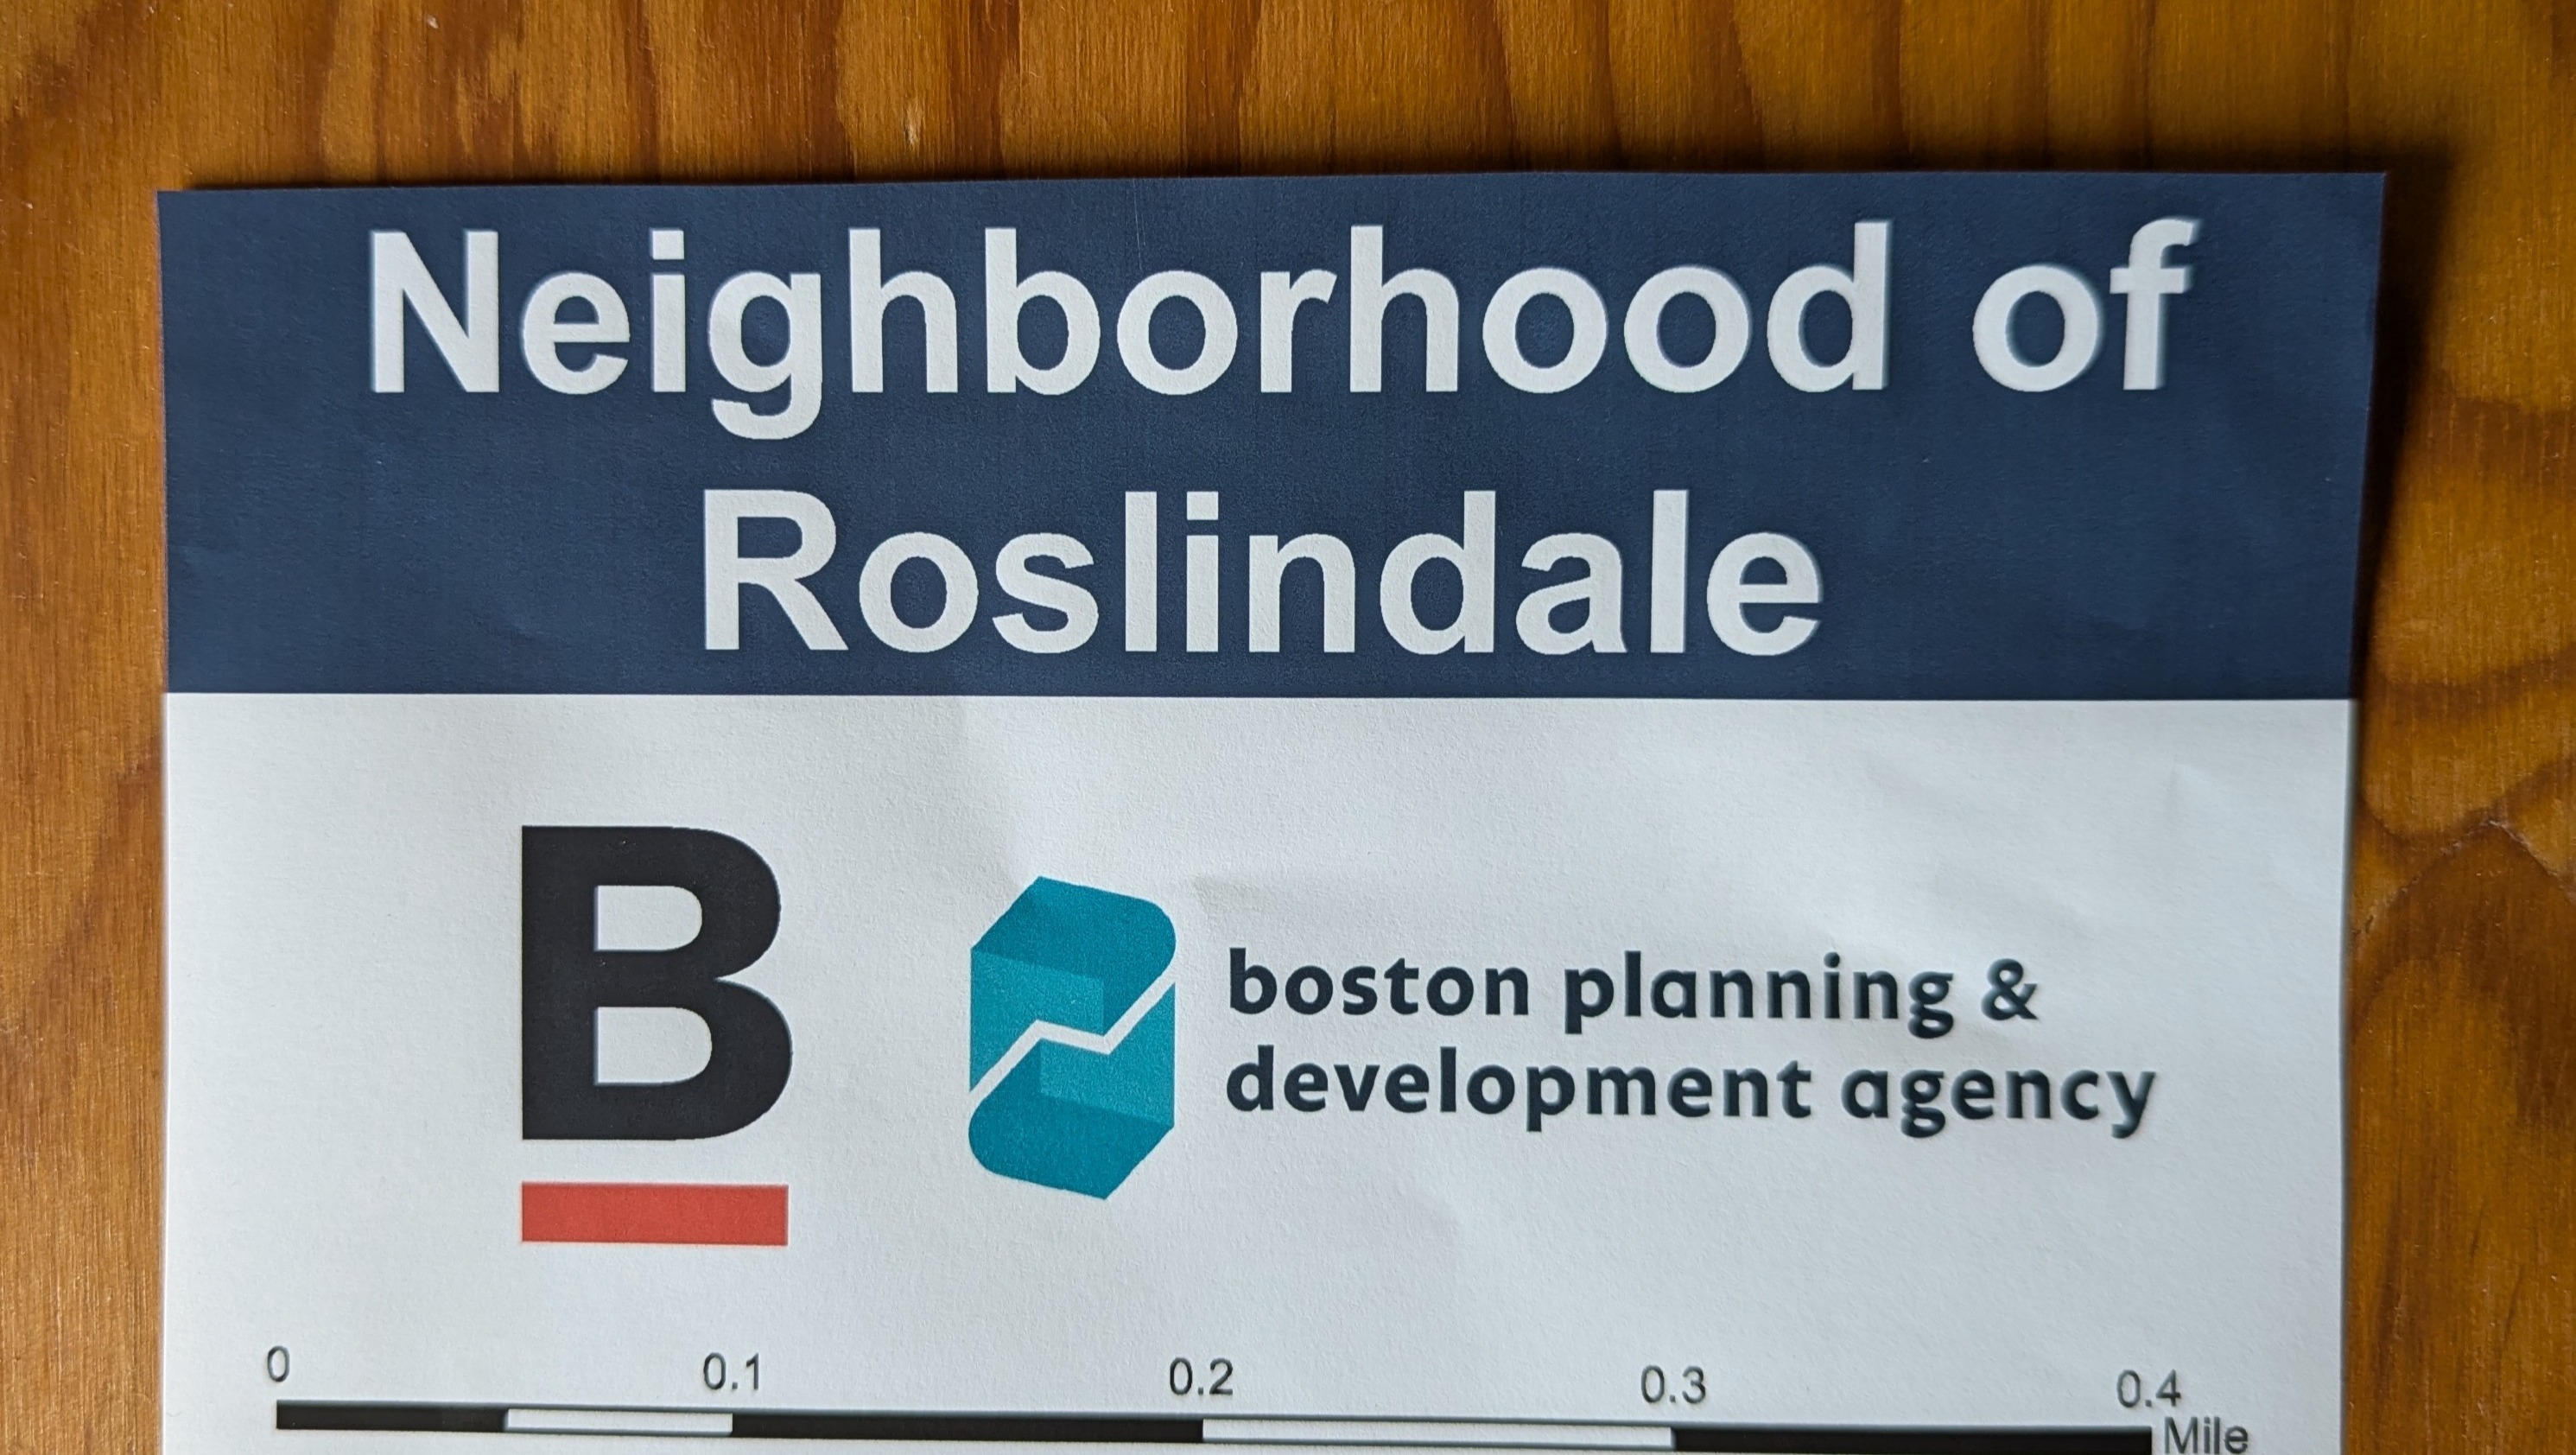 Neighborhood of
Roslindale
B
boston planning &
development agency
0 0.1 0.2 0.3 0.4
Mile